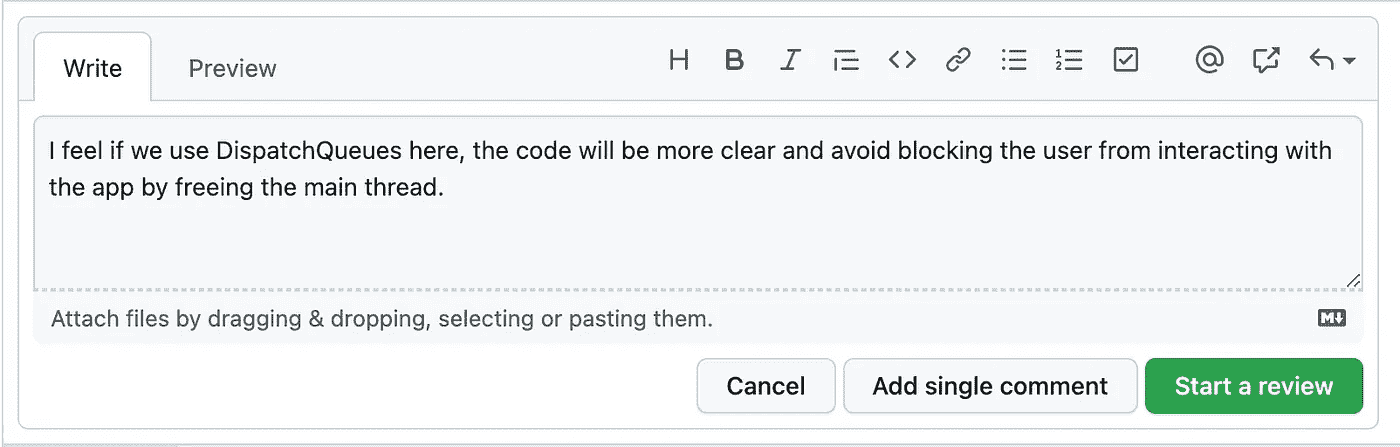 Write Preview
I feel if we use DispatchQueues here, the code will be more clear and avoid blocking the user from interacting with
the app by freeing the main thread.
Attach files by dragging & dropping, selecting or pasting them.
Cancel Add single comment Start a review